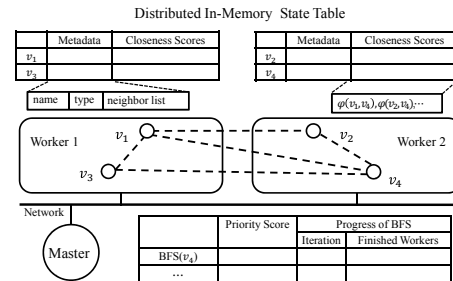 Distributed In-Memory State Table
Metadata Closeness Scores
v₁
v₃
Metadata Closeness Scores
v₂
v₄
name type neighbor list
φ(v₁,v₄),φ(v₂,v₄),⋯
Worker 1
v₁
v₃
Worker 2
v₂
v₄
Network
Master
Priority Score Progress of BFS
Iteration Finished Workers
BFS(v₄)
…